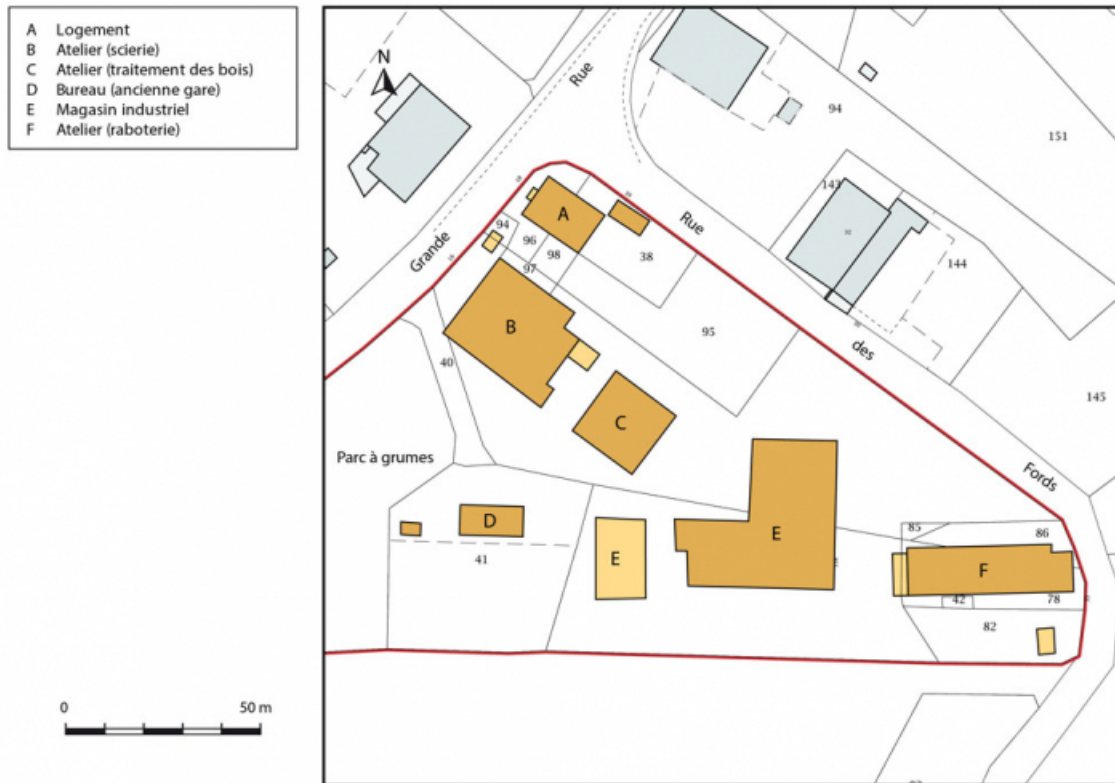 A Logement
B Atelier (scierie)
C Atelier (traitement des bois)
D Bureau (ancienne gare)
E Magasin industriel
F Atelier (raboterie)
N
Rue
94
151
143
A
94
Rue
Grande
96
98
38
144
97
B
95
des
40
145
C
Parc à grumes
Fords
D
E
E
85
86
41
F
42
78
82
0
50 m